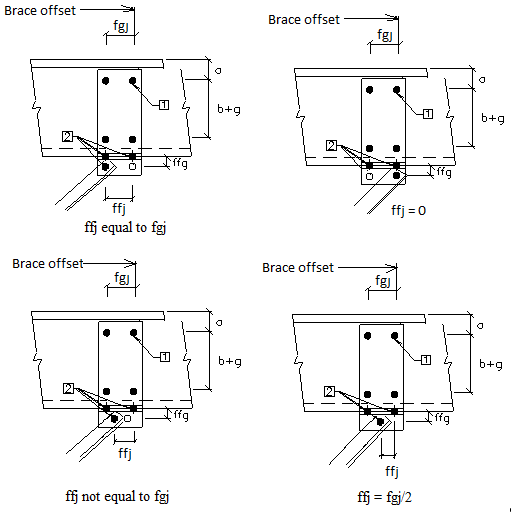 Brace offset
fgj
a
b+g
1
2
ffg
ffj
ffj equal to fgj
Brace offset
fgj
a
b+g
1
2
ffg
ffj = 0
Brace offset
fgj
a
b+g
1
2
ffg
ffj
ffj not equal to fgj
Brace offset
fgj
a
b+g
1
2
ffg
ffj
ffj = fgj/2